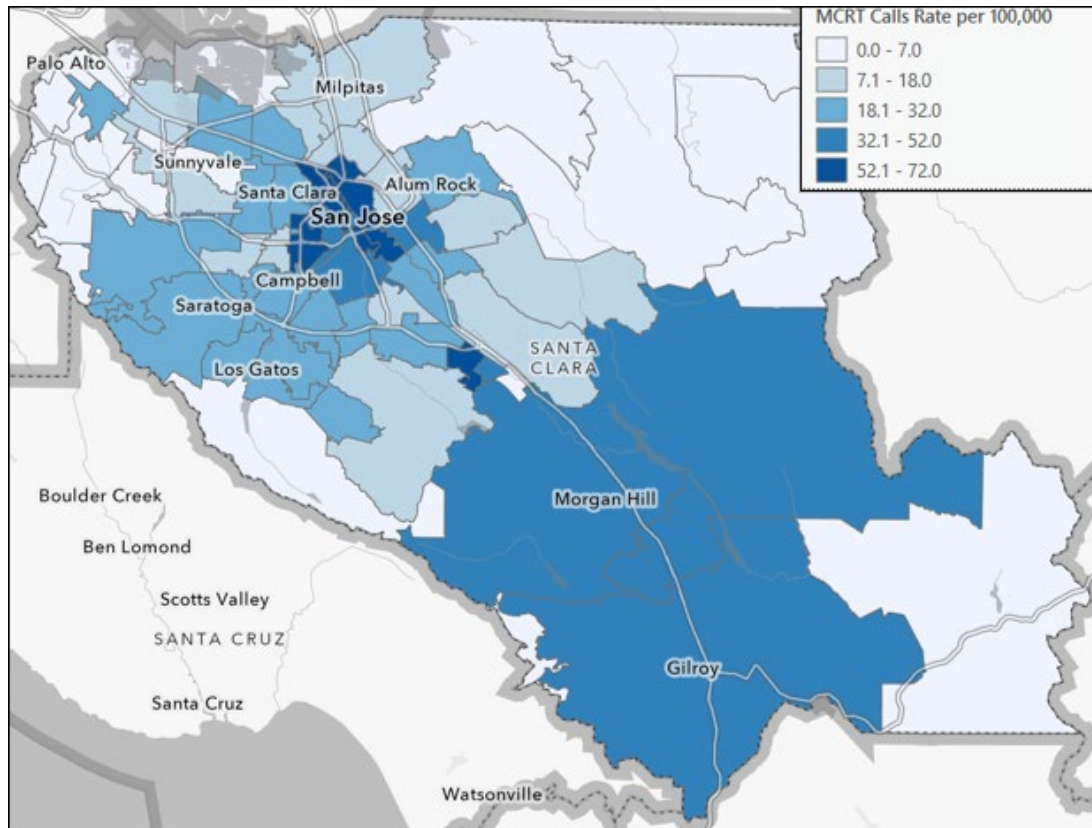 MCRT Calls Rate per 100,000
0.0 - 7.0
7.1 - 18.0
18.1 - 32.0
32.1 - 52.0
52.1 - 72.0
Palo Alto
Milpitas
Sunnyvale
Santa Clara
Alum Rock
San Jose
Campbell
Saratoga
Los Gatos
SANTA
CLARA
Morgan Hill
Boulder Creek
Ben Lomond
Scotts Valley
SANTA CRUZ
Gilroy
Santa Cruz
Watsonville